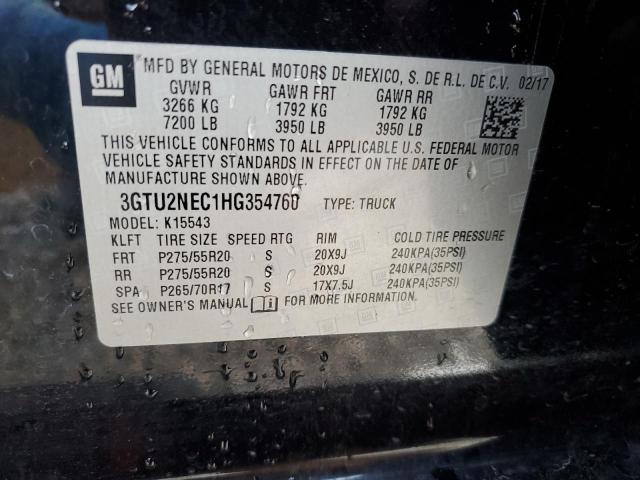 GM
MFD BY GENERAL MOTORS DE MEXICO, S. DE R.L. DE C.V. 02/17
GVWR GAWR FRT GAWR RR
3266 KG 1792 KG 1792 KG
7200 LB 3950 LB 3950 LB
THIS VEHICLE CONFORMS TO ALL APPLICABLE U.S. FEDERAL MOTOR
VEHICLE SAFETY STANDARDS IN EFFECT ON THE DATE OF
MANUFACTURE SHOWN ABOVE.
3GTU2NEC1HG354760 TYPE: TRUCK
MODEL: K15543
KLFT TIRE SIZE SPEED RTG RIM COLD TIRE PRESSURE
FRT P275/55R20 S 20X9J 240KPA(35PSI)
RR P275/55R20 S 20X9J 240KPA(35PSI)
SPA P265/70R17 S 17X7.5J 240KPA(35PSI)
SEE OWNER'S MANUAL FOR MORE INFORMATION.